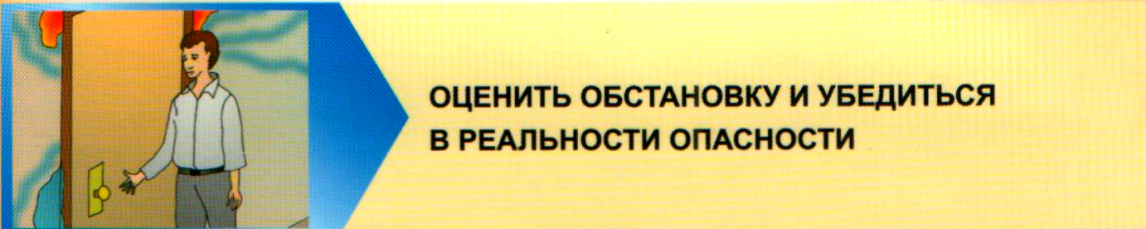 ОЦЕНИТЬ ОБСТАНОВКУ И УБЕДИТЬСЯ
В РЕАЛЬНОСТИ ОПАСНОСТИ